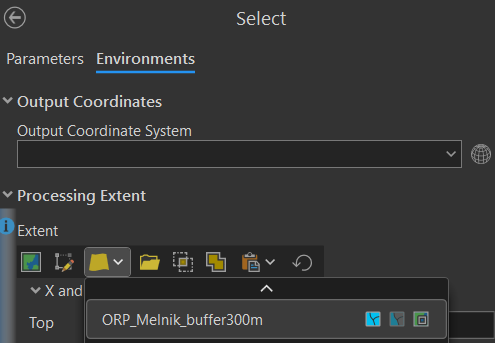 Select
Parameters Environments
Output Coordinates
Output Coordinate System
Processing Extent
Extent
X and
ORP_Melnik_buffer300m
Top